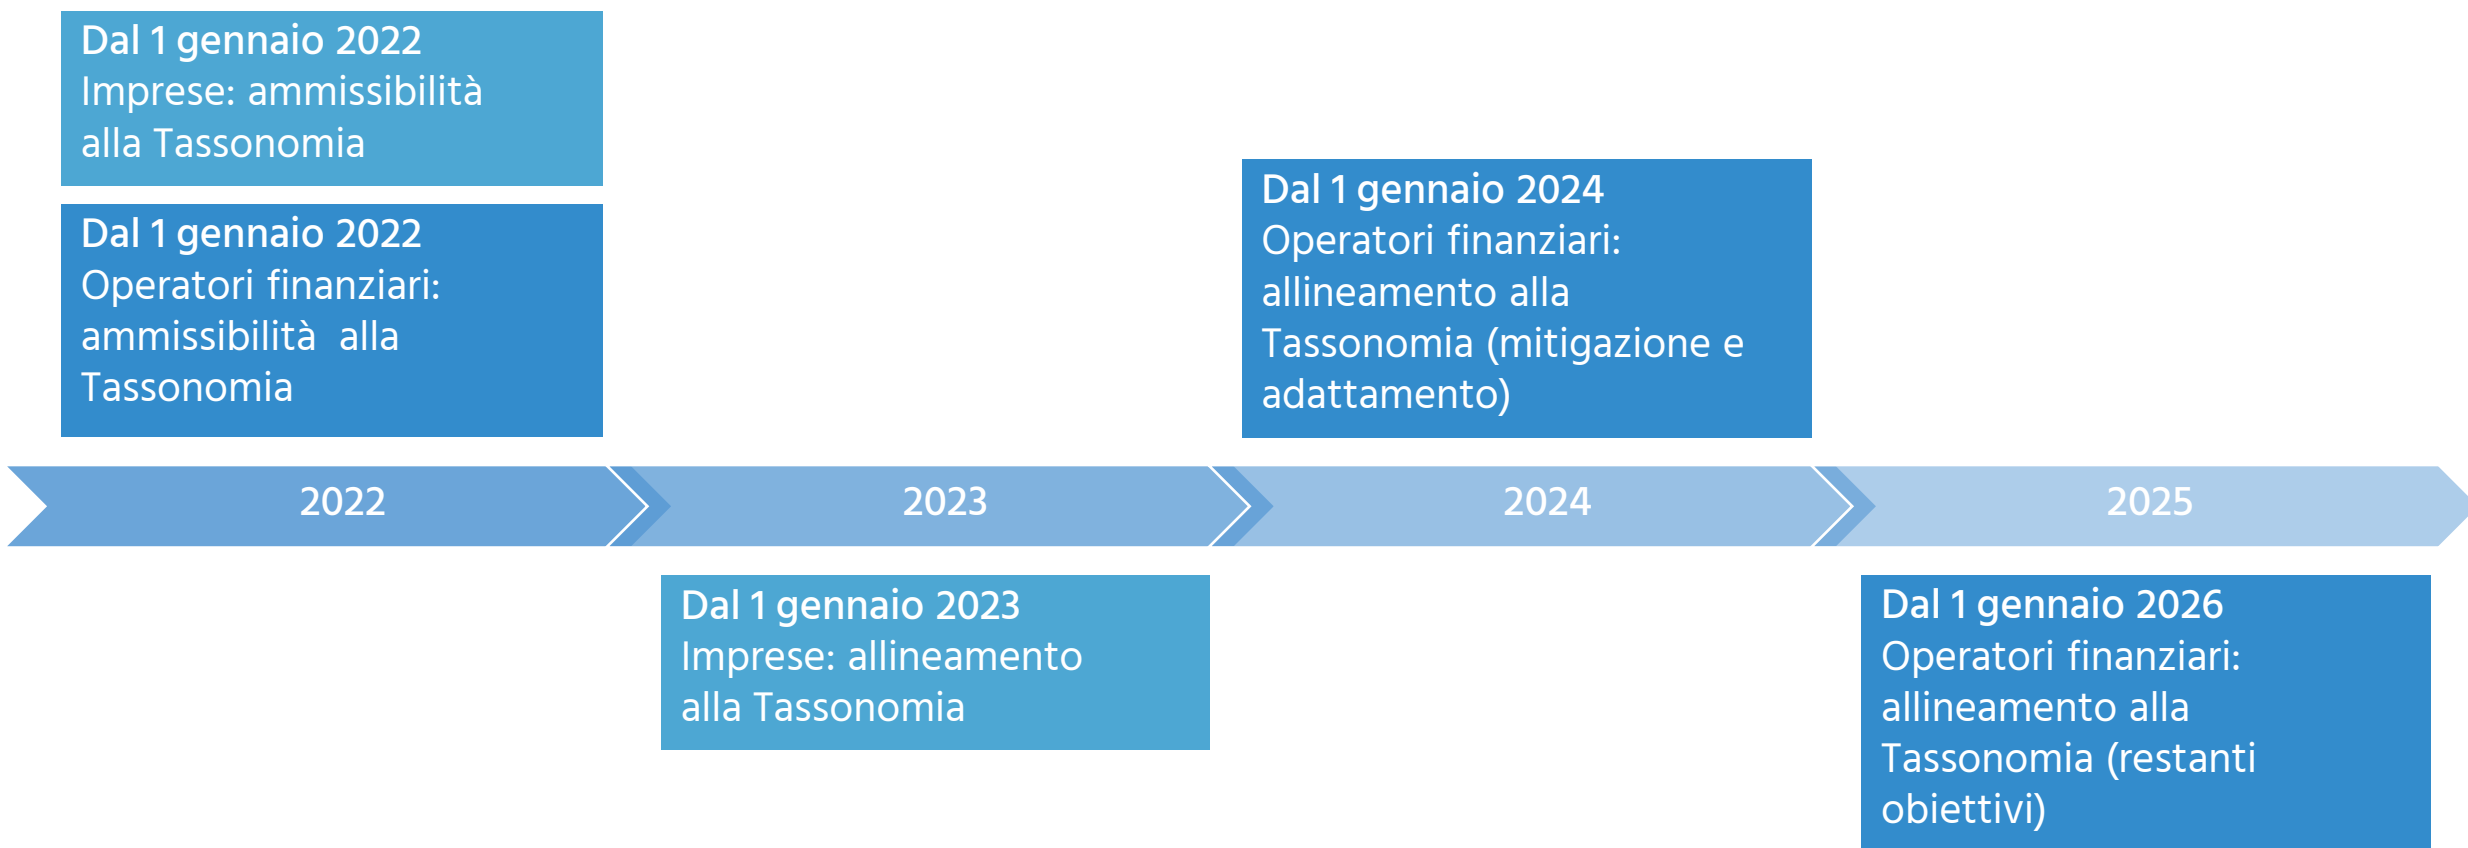 Dal 1 gennaio 2022
Imprese: ammissibilità
alla Tassonomia
Dal 1 gennaio 2022
Operatori finanziari:
ammissibilità  alla
Tassonomia
Dal 1 gennaio 2024
Operatori finanziari:
allineamento alla
Tassonomia (mitigazione e
adattamento)
2022
2023
2024
2025
Dal 1 gennaio 2023
Imprese: allineamento
alla Tassonomia
Dal 1 gennaio 2026
Operatori finanziari:
allineamento alla
Tassonomia (restanti
obiettivi)